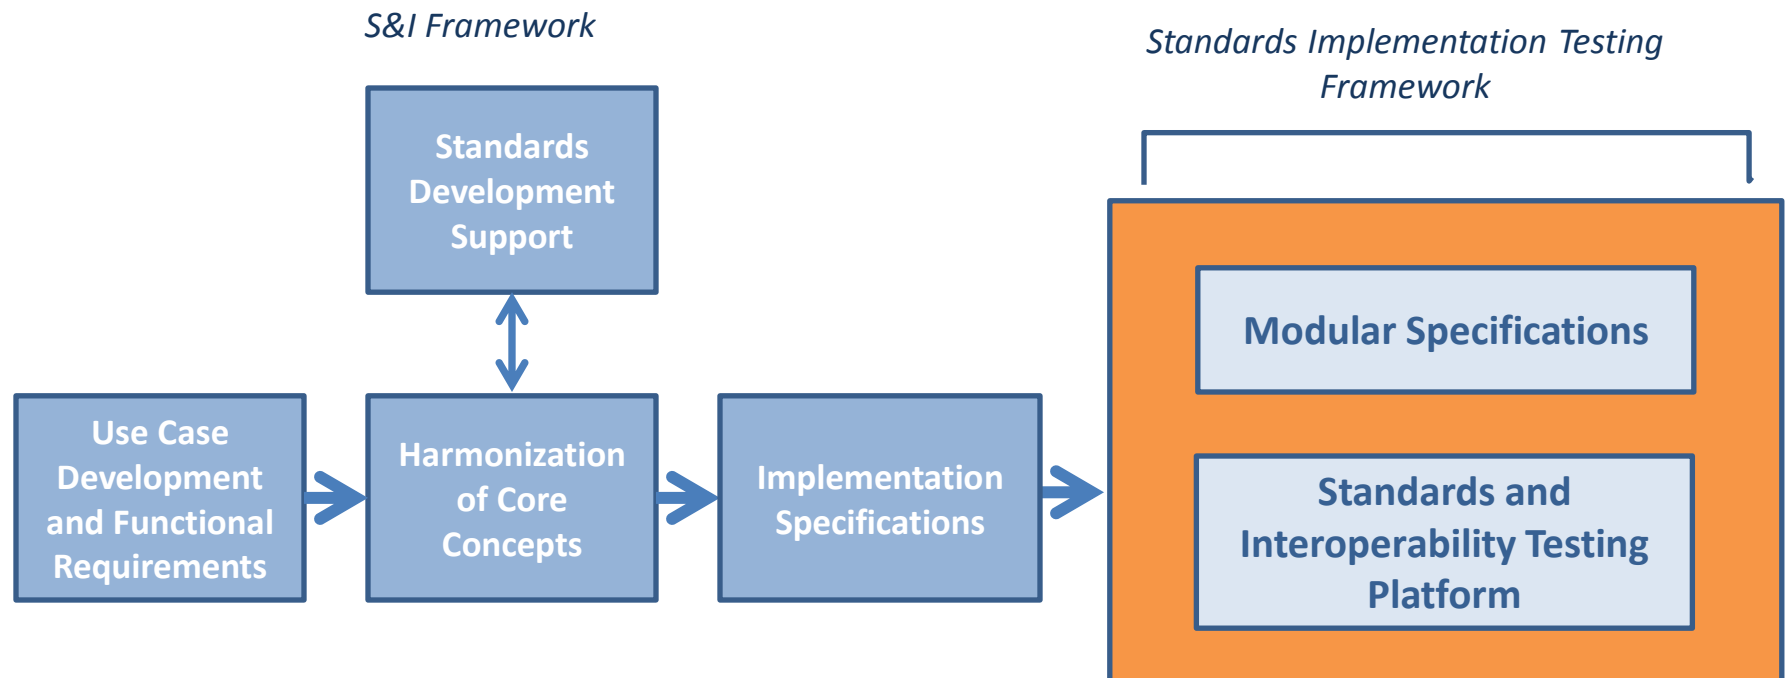 S&I Framework
Standards Implementation Testing
Framework
Standards
Development
Support
Modular Specifications
Use Case
Development
and Functional
Requirements
Harmonization
of Core
Concepts
Implementation
Specifications
Standards and
Interoperability Testing
Platform